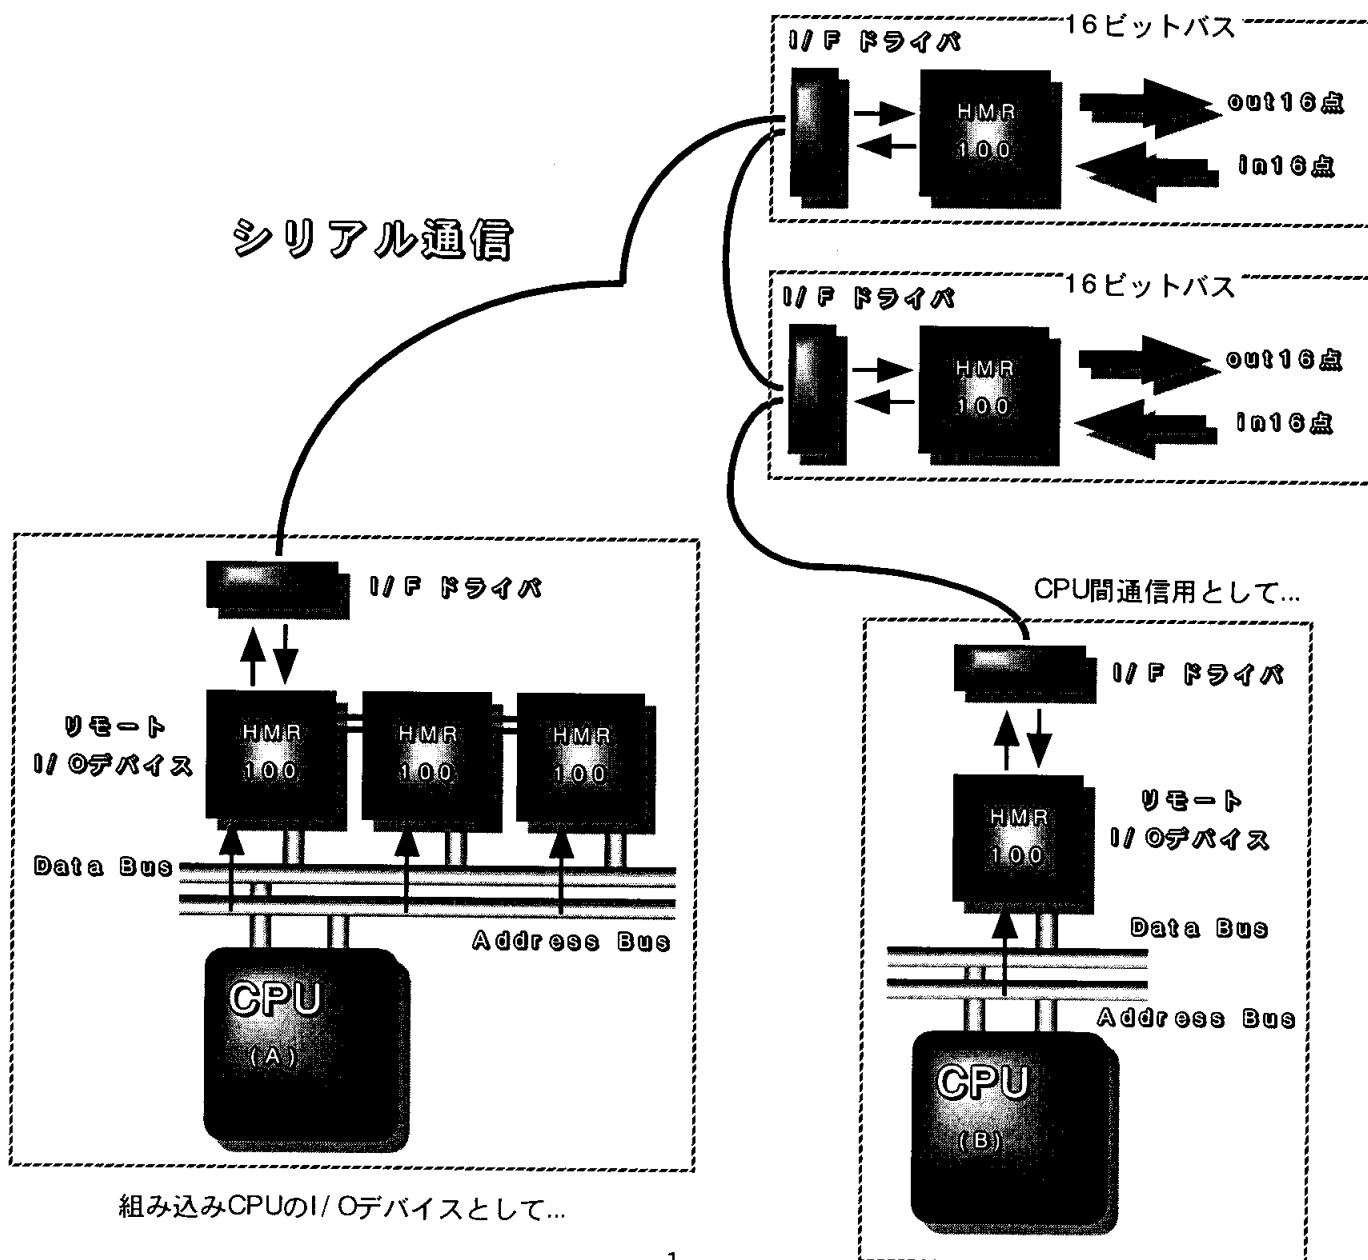 16ビットバス
I/F ドライバ
HMR
100
out16点
in16点
シリアル通信
16ビットバス
I/F ドライバ
HMR
100
out16点
in16点
I/F ドライバ
リモート
I/Oデバイス
HMR
100
HMR
100
HMR
100
Data Bus
Address Bus
CPU
(A)
組み込みCPUのI/Oデバイスとして...
CPU間通信用として...
I/F ドライバ
HMR
100
リモート
I/Oデバイス
Data Bus
Address Bus
CPU
(B)
1